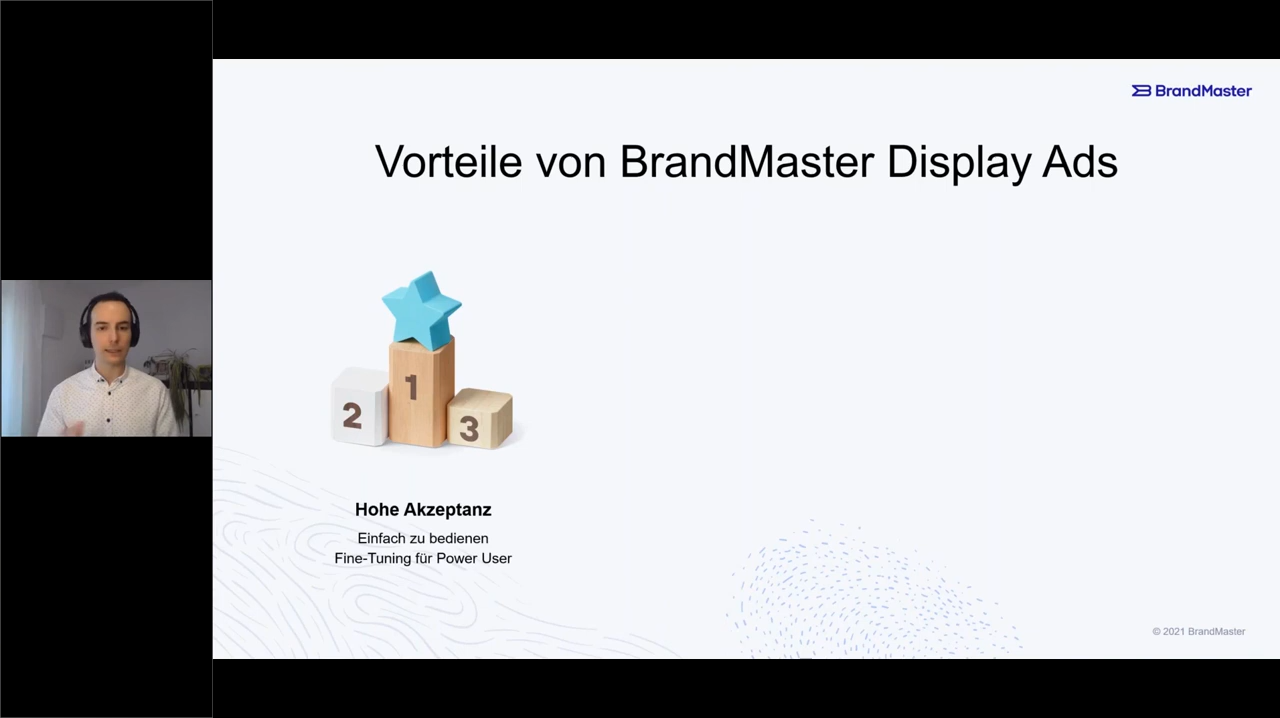 BrandMaster
Vorteile von BrandMaster Display Ads
1
2
3
Hohe Akzeptanz
Einfach zu bedienen
Fine-Tuning für Power User
© 2021 BrandMaster